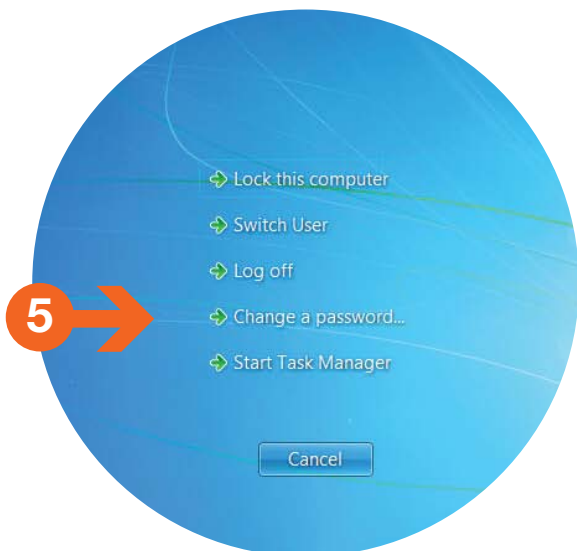 Lock this computer
Switch User
Log off
5
Change a password...
Start Task Manager
Cancel